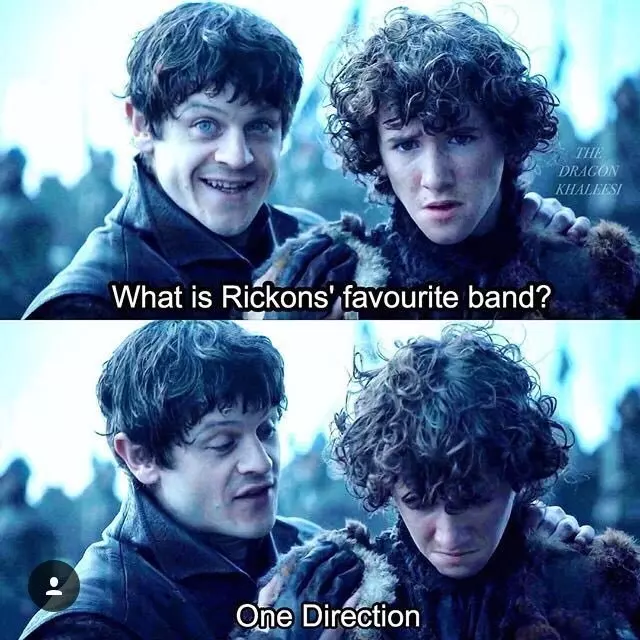 THE
DRAGON
KHALEESI
What is Rickons' favourite band?
One Direction